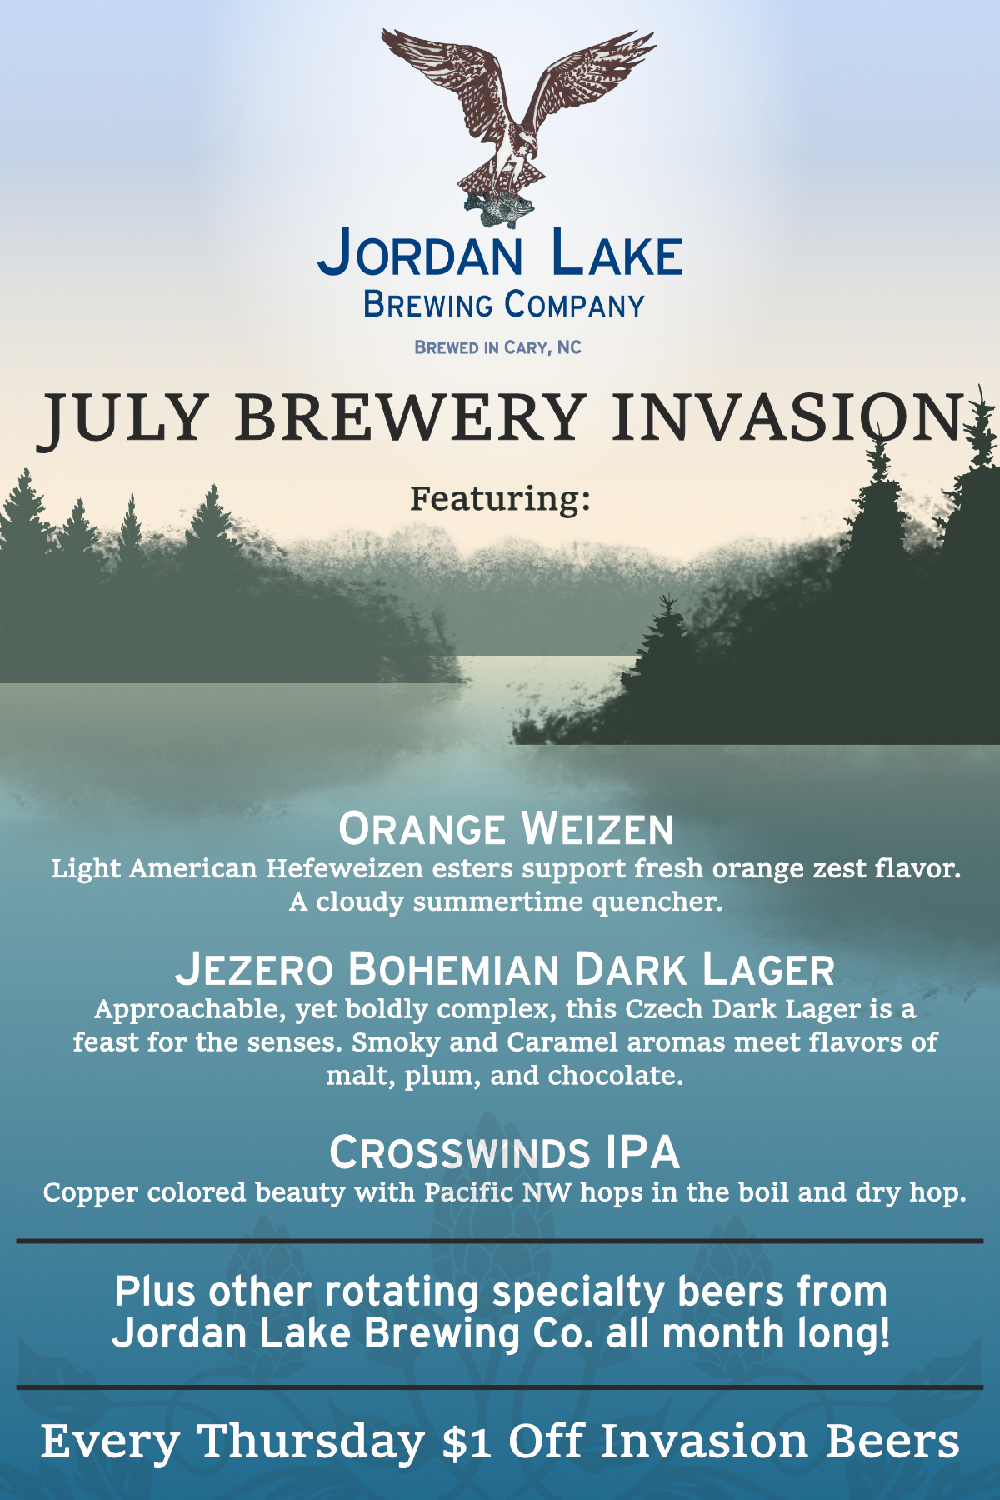 JORDAN LAKE
BREWING COMPANY
BREWED IN CARY, NC
JULY BREWERY INVASION
Featuring:
ORANGE WEIZEN
Light American Hefeweizen esters support fresh orange zest flavor.
A cloudy summertime quencher.
JEZERO BOHEMIAN DARK LAGER
Approachable, yet boldly complex, this Czech Dark Lager is a
feast for the senses. Smoky and Caramel aromas meet flavors of
malt, plum, and chocolate.
CROSSWINDS IPA
Copper colored beauty with Pacific NW hops in the boil and dry hop.
Plus other rotating specialty beers from
Jordan Lake Brewing Co. all month long!
Every Thursday $1 Off Invasion Beers